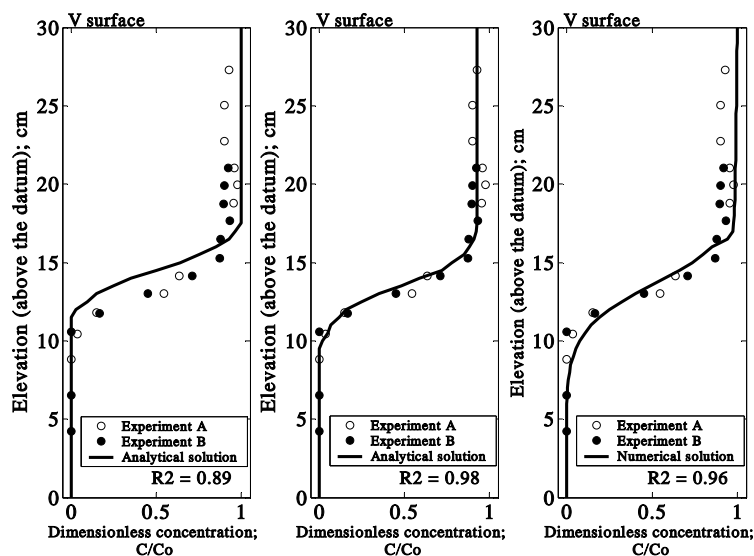 V surface
30
25
20
15
10
5
0
Elevation (above the datum); cm
Experiment A
Experiment B
Analytical solution
R2 = 0.89
0 0.5 1
Dimensionless concentration;
C/Co
V surface
30
25
20
15
10
5
0
Elevation (above the datum); cm
Experiment A
Experiment B
Analytical solution
R2 = 0.98
0 0.5 1
Dimensionless concentration;
C/Co
V surface
30
25
20
15
10
5
0
Elevation (above the datum); cm
Experiment A
Experiment B
Numerical solution
R2 = 0.96
0 0.5 1
Dimensionless concentration;
C/Co